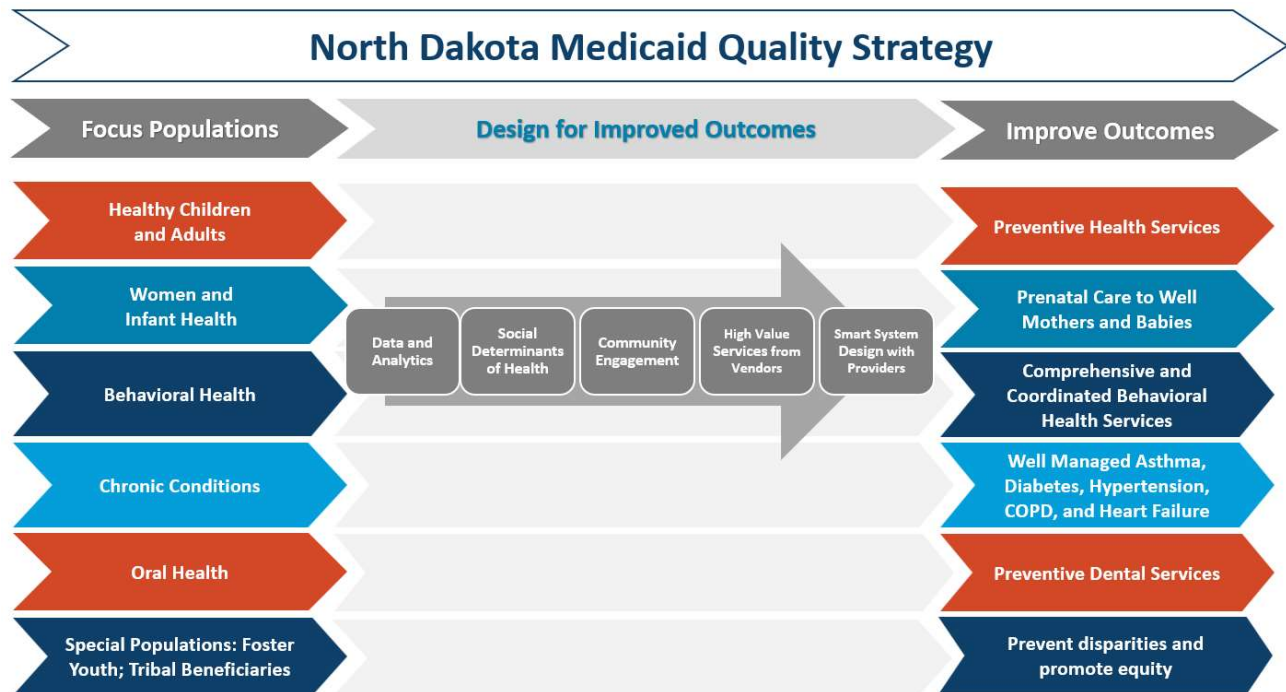 North Dakota Medicaid Quality Strategy
Focus Populations
Design for Improved Outcomes
Improve Outcomes
Healthy Children
and Adults
Preventive Health Services
Women and
Infant Health
Prenatal Care to Well
Mothers and Babies
Data and
Analytics
Social
Determinants
of Health
Community
Engagement
High Value
Services from
Vendors
Smart System
Design with
Providers
Behavioral Health
Comprehensive and
Coordinated Behavioral
Health Services
Chronic Conditions
Well Managed Asthma,
Diabetes, Hypertension,
COPD, and Heart Failure
Oral Health
Preventive Dental Services
Special Populations: Foster
Youth; Tribal Beneficiaries
Prevent disparities and
promote equity